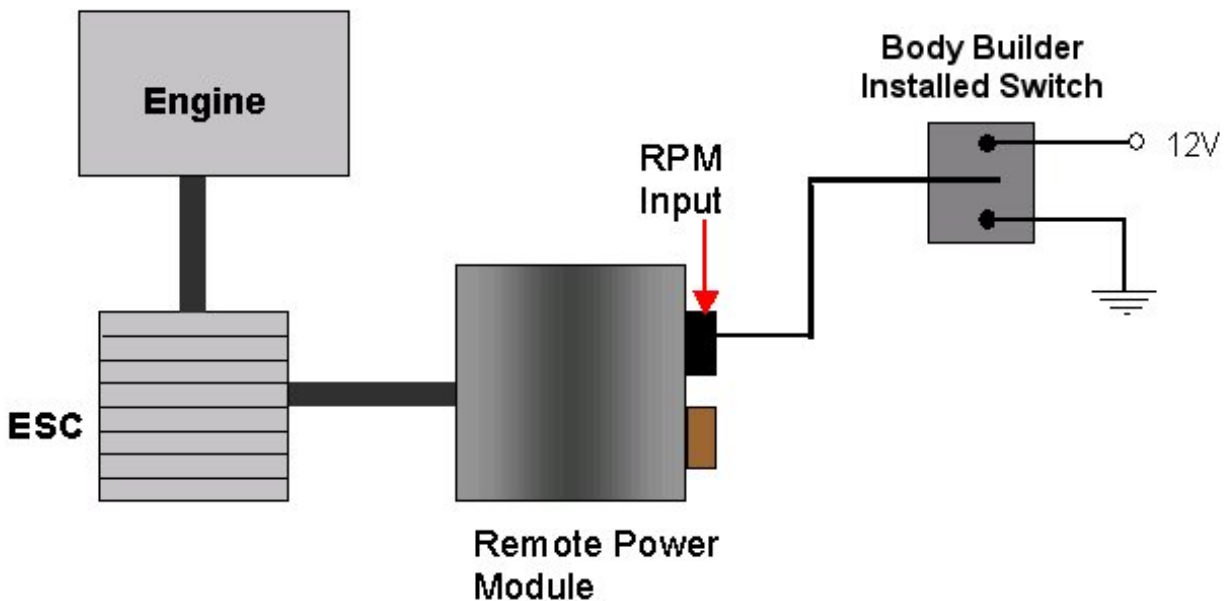 Engine
Body Builder
Installed Switch
12V
RPM
Input
ESC
Remote Power
Module